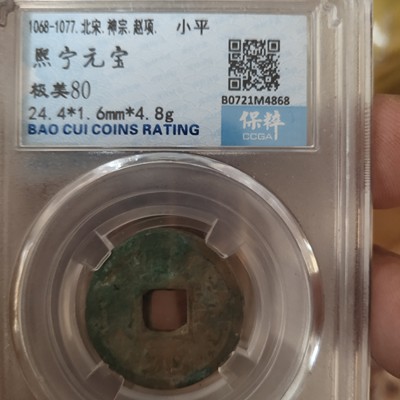 1068-1077.北宋.神宗.赵项. 小平
熙宁元宝
极美80
B0721M4868
24.4*1.6mm*4.8g
BAO CUI COINS RATING
保粹
CCGA